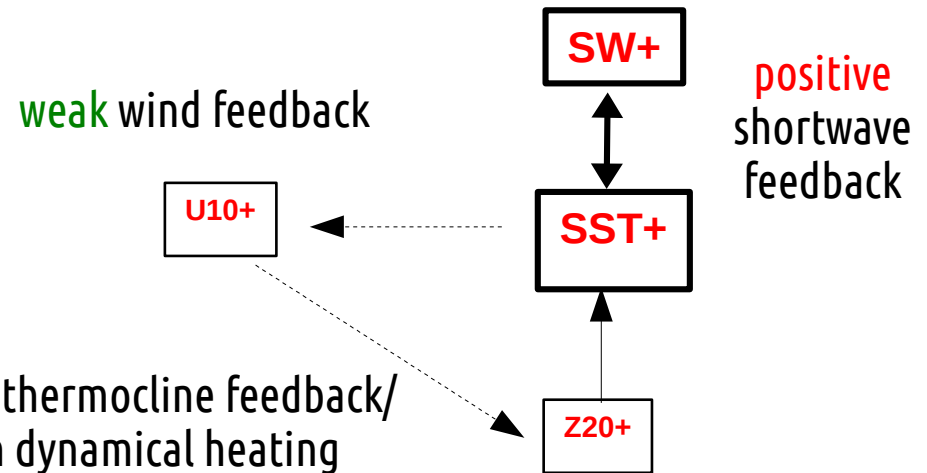 SW+
positive
shortwave
feedback
weak wind feedback
U10+
SST+
thermocline feedback/
dynamical heating
Z20+